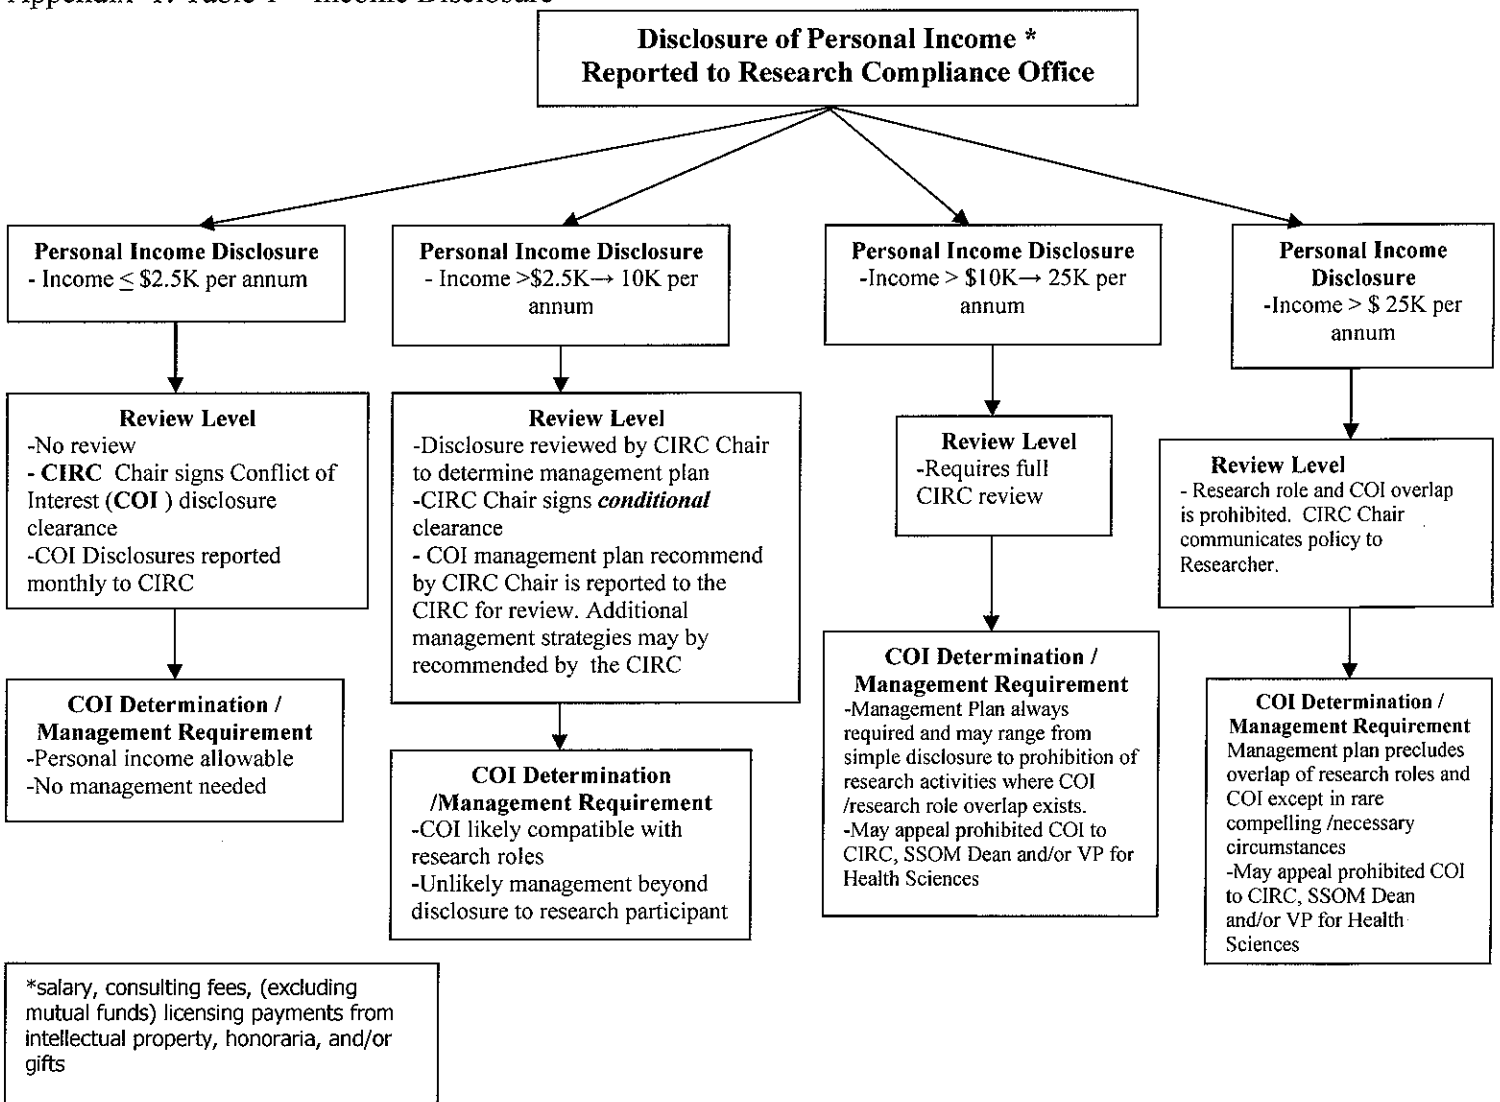 Appendix 1: Table 1 – Income Disclosure
Disclosure of Personal Income *
Reported to Research Compliance Office
Personal Income Disclosure
- Income ≤ $2.5K per annum
Personal Income Disclosure
- Income >$2.5K→ 10K per
annum
Personal Income Disclosure
-Income > $10K→ 25K per
annum
Personal Income
Disclosure
-Income > $ 25K per
annum
Review Level
-No review
- CIRC Chair signs Conflict of
Interest (COI ) disclosure
clearance
-COI Disclosures reported
monthly to CIRC
Review Level
-Disclosure reviewed by CIRC Chair
to determine management plan
-CIRC Chair signs conditional
clearance
- COI management plan recommend
by CIRC Chair is reported to the
CIRC for review. Additional
management strategies may by
recommended by the CIRC
Review Level
-Requires full
CIRC review
Review Level
- Research role and COI overlap
is prohibited. CIRC Chair
communicates policy to
Researcher.
COI Determination /
Management Requirement
-Personal income allowable
-No management needed
COI Determination
/Management Requirement
-COI likely compatible with
research roles
-Unlikely management beyond
disclosure to research participant
COI Determination /
Management Requirement
-Management Plan always
required and may range from
simple disclosure to prohibition of
research activities where COI
/research role overlap exists.
-May appeal prohibited COI to
CIRC, SSOM Dean and/or VP for
Health Sciences
COI Determination /
Management Requirement
Management plan precludes
overlap of research roles and
COI except in rare
compelling /necessary
circumstances
-May appeal prohibited COI
to CIRC, SSOM Dean
and/or VP for Health
Sciences
*salary, consulting fees, (excluding
mutual funds) licensing payments from
intellectual property, honoraria, and/or
gifts